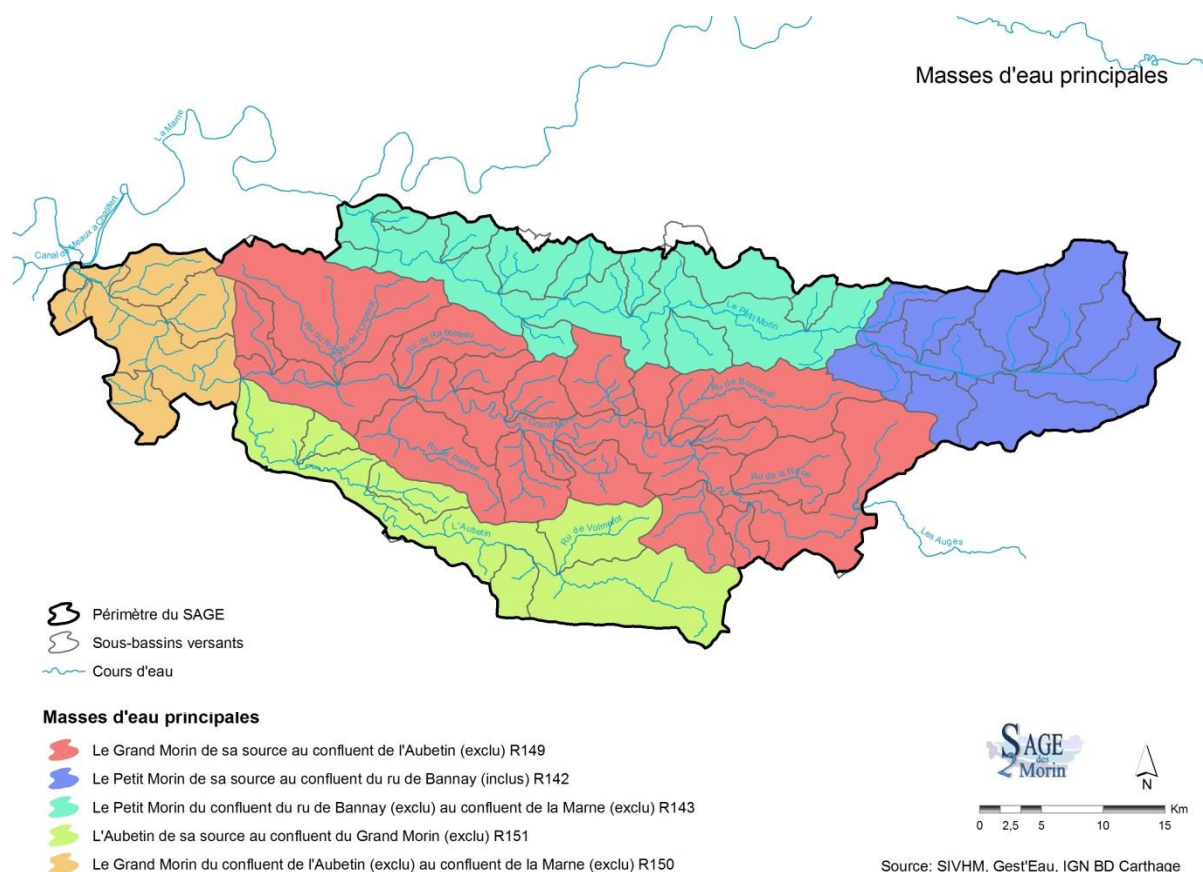 Masses d'eau principales
La Marne
Canal de Meaux à Chalifert
Le Petit Morin
Ru de l'Orgeval
Ru de Bonneval
Ru de Piétrée
Ru de la Noue
L'Aubetin
Ru de Volmerot
Les Auges
Périmètre du SAGE
Sous-bassins versants
Cours d'eau
Masses d'eau principales
Le Grand Morin de sa source au confluent de l'Aubetin (exclu) R149
Le Petit Morin de sa source au confluent du ru de Bannay (inclus) R142
Le Petit Morin du confluent du ru de Bannay (exclu) au confluent de la Marne (exclu) R143
L'Aubetin de sa source au confluent du Grand Morin (exclu) R151
Le Grand Morin du confluent de l'Aubetin (exclu) au confluent de la Marne (exclu) R150
SAGE
des
2 Morin
N
Km
0 2,5 5 10 15
Source: SIVHM, Gest'Eau, IGN BD Carthage